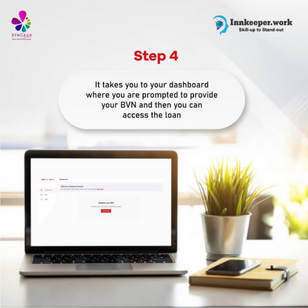 Innkeeper.work
Skill-up to Stand-out
Step 4
It takes you to your dashboard
where you are prompted to provide
your BVN and then you can
access the loan